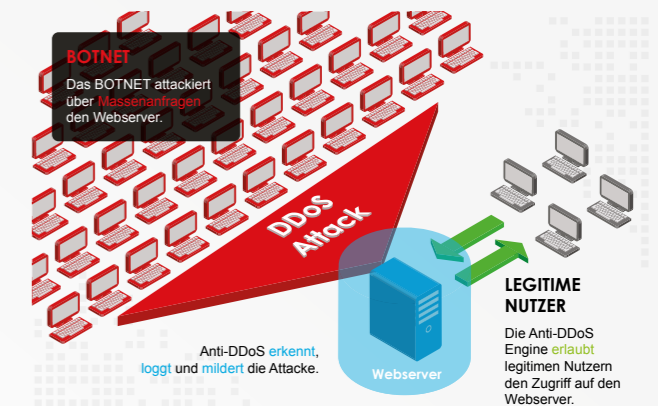 BOTNET
Das BOTNET attackiert
über Massenanfragen
den Webserver.
DDoS
Attack
Anti-DDoS erkennt,
loggt und mildert die Attacke.
Webserver
LEGITIME
NUTZER
Die Anti-DDoS
Engine erlaubt
legitimen Nutzern
den Zugriff auf den
Webserver.